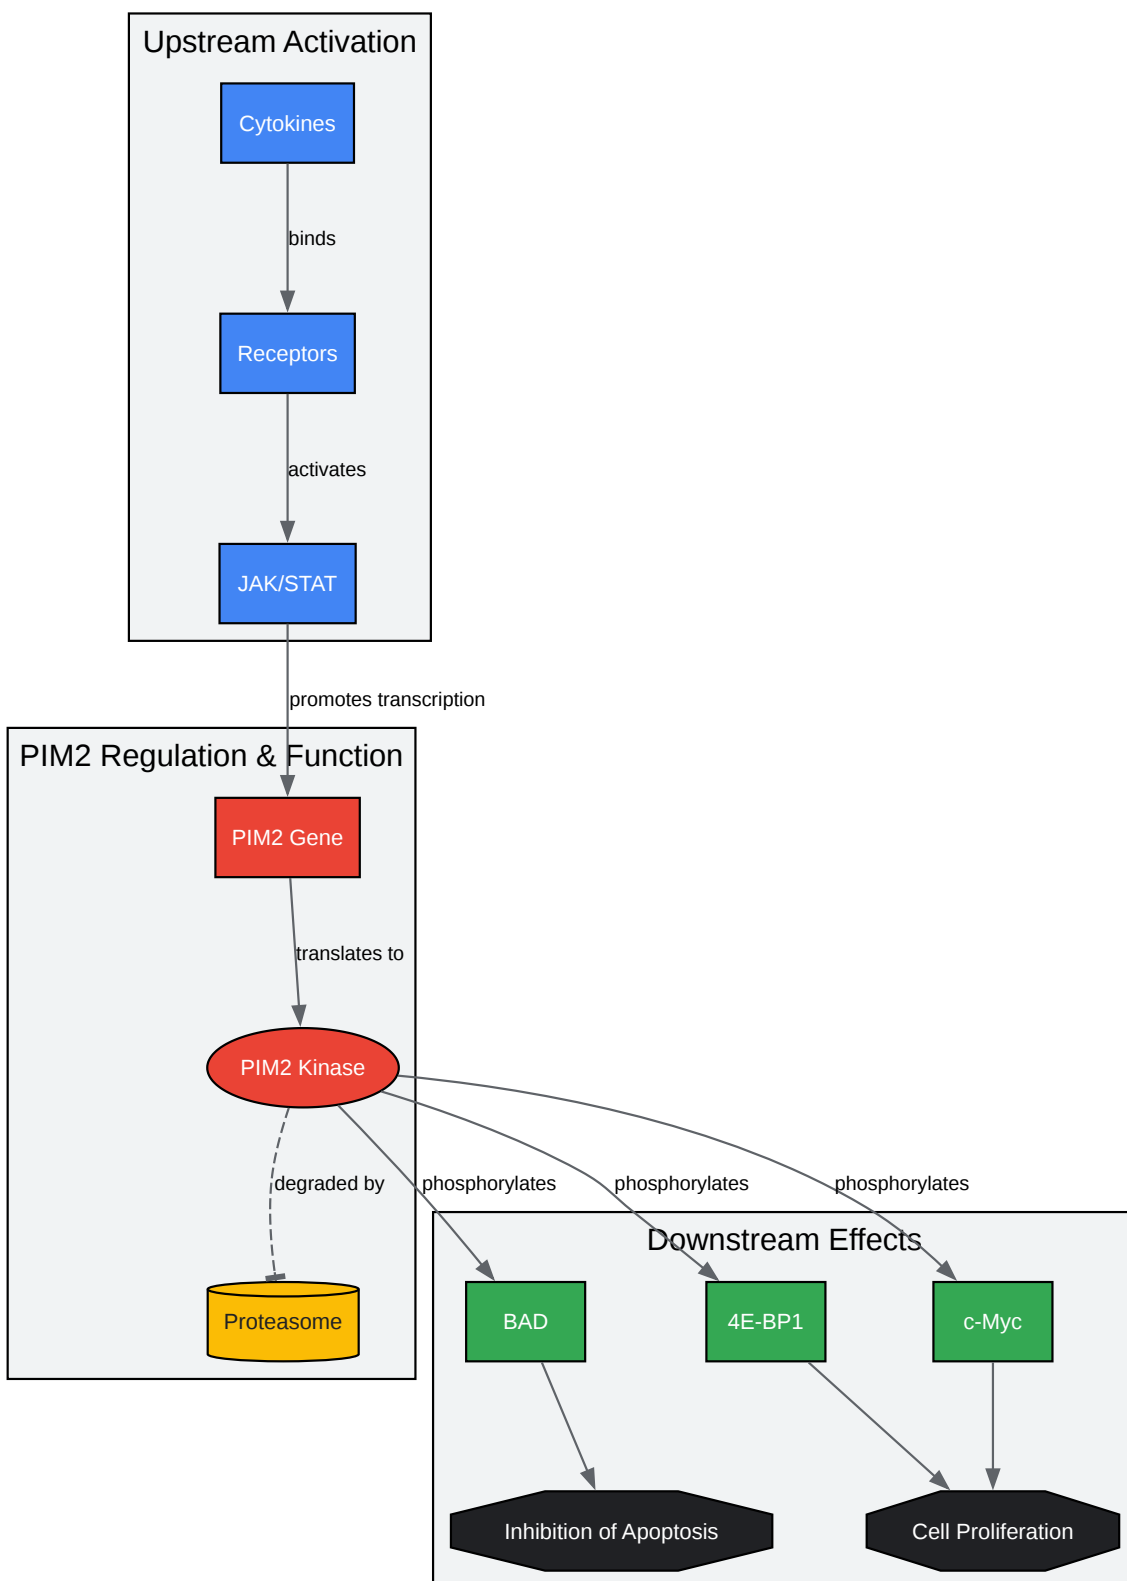 Upstream Activation
Cytokines
binds
Receptors
activates
JAK/STAT
promotes transcription
PIM2 Regulation & Function
PIM2 Gene
translates to
PIM2 Kinase
degraded by
phosphorylates
phosphorylates
phosphorylates
Downstream Effects
Proteasome
BAD
4E-BP1
c-Myc
Inhibition of Apoptosis
Cell Proliferation